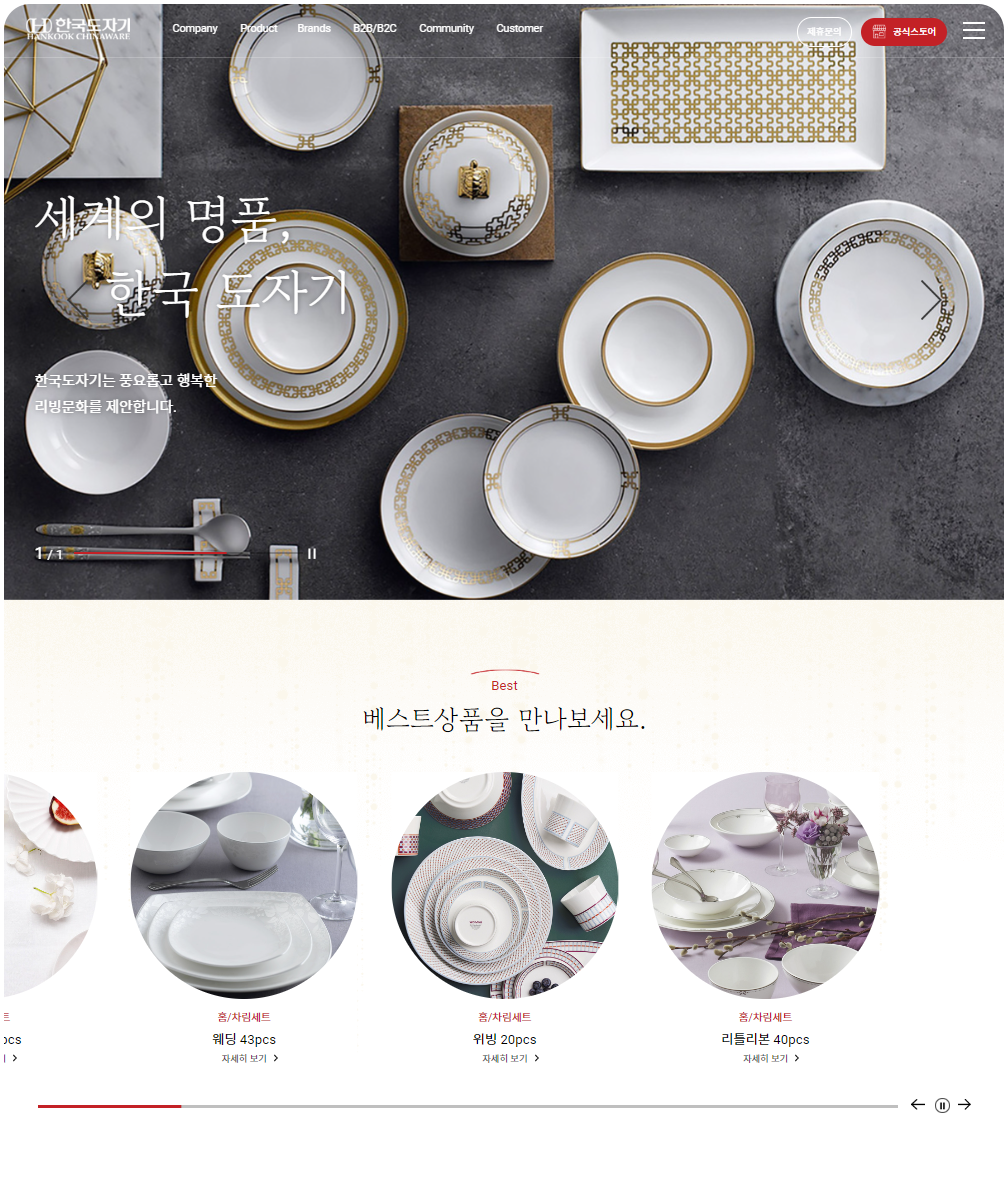 한국도자기
HANKOOK CHINAWARE
Company Product Brands B2B/B2C Community Customer
제휴문의
공식스토어
세계의 명품,
한국 도자기
한국도자기는 풍요롭고 행복한
리빙문화를 제안합니다.
1 / 1
Best
베스트상품을 만나보세요.
트
홈/차림세트
홈/차림세트
홈/차림세트
pcs
웨딩 43pcs
위빙 20pcs
리틀리본 40pcs
자세히 보기
자세히 보기
자세히 보기